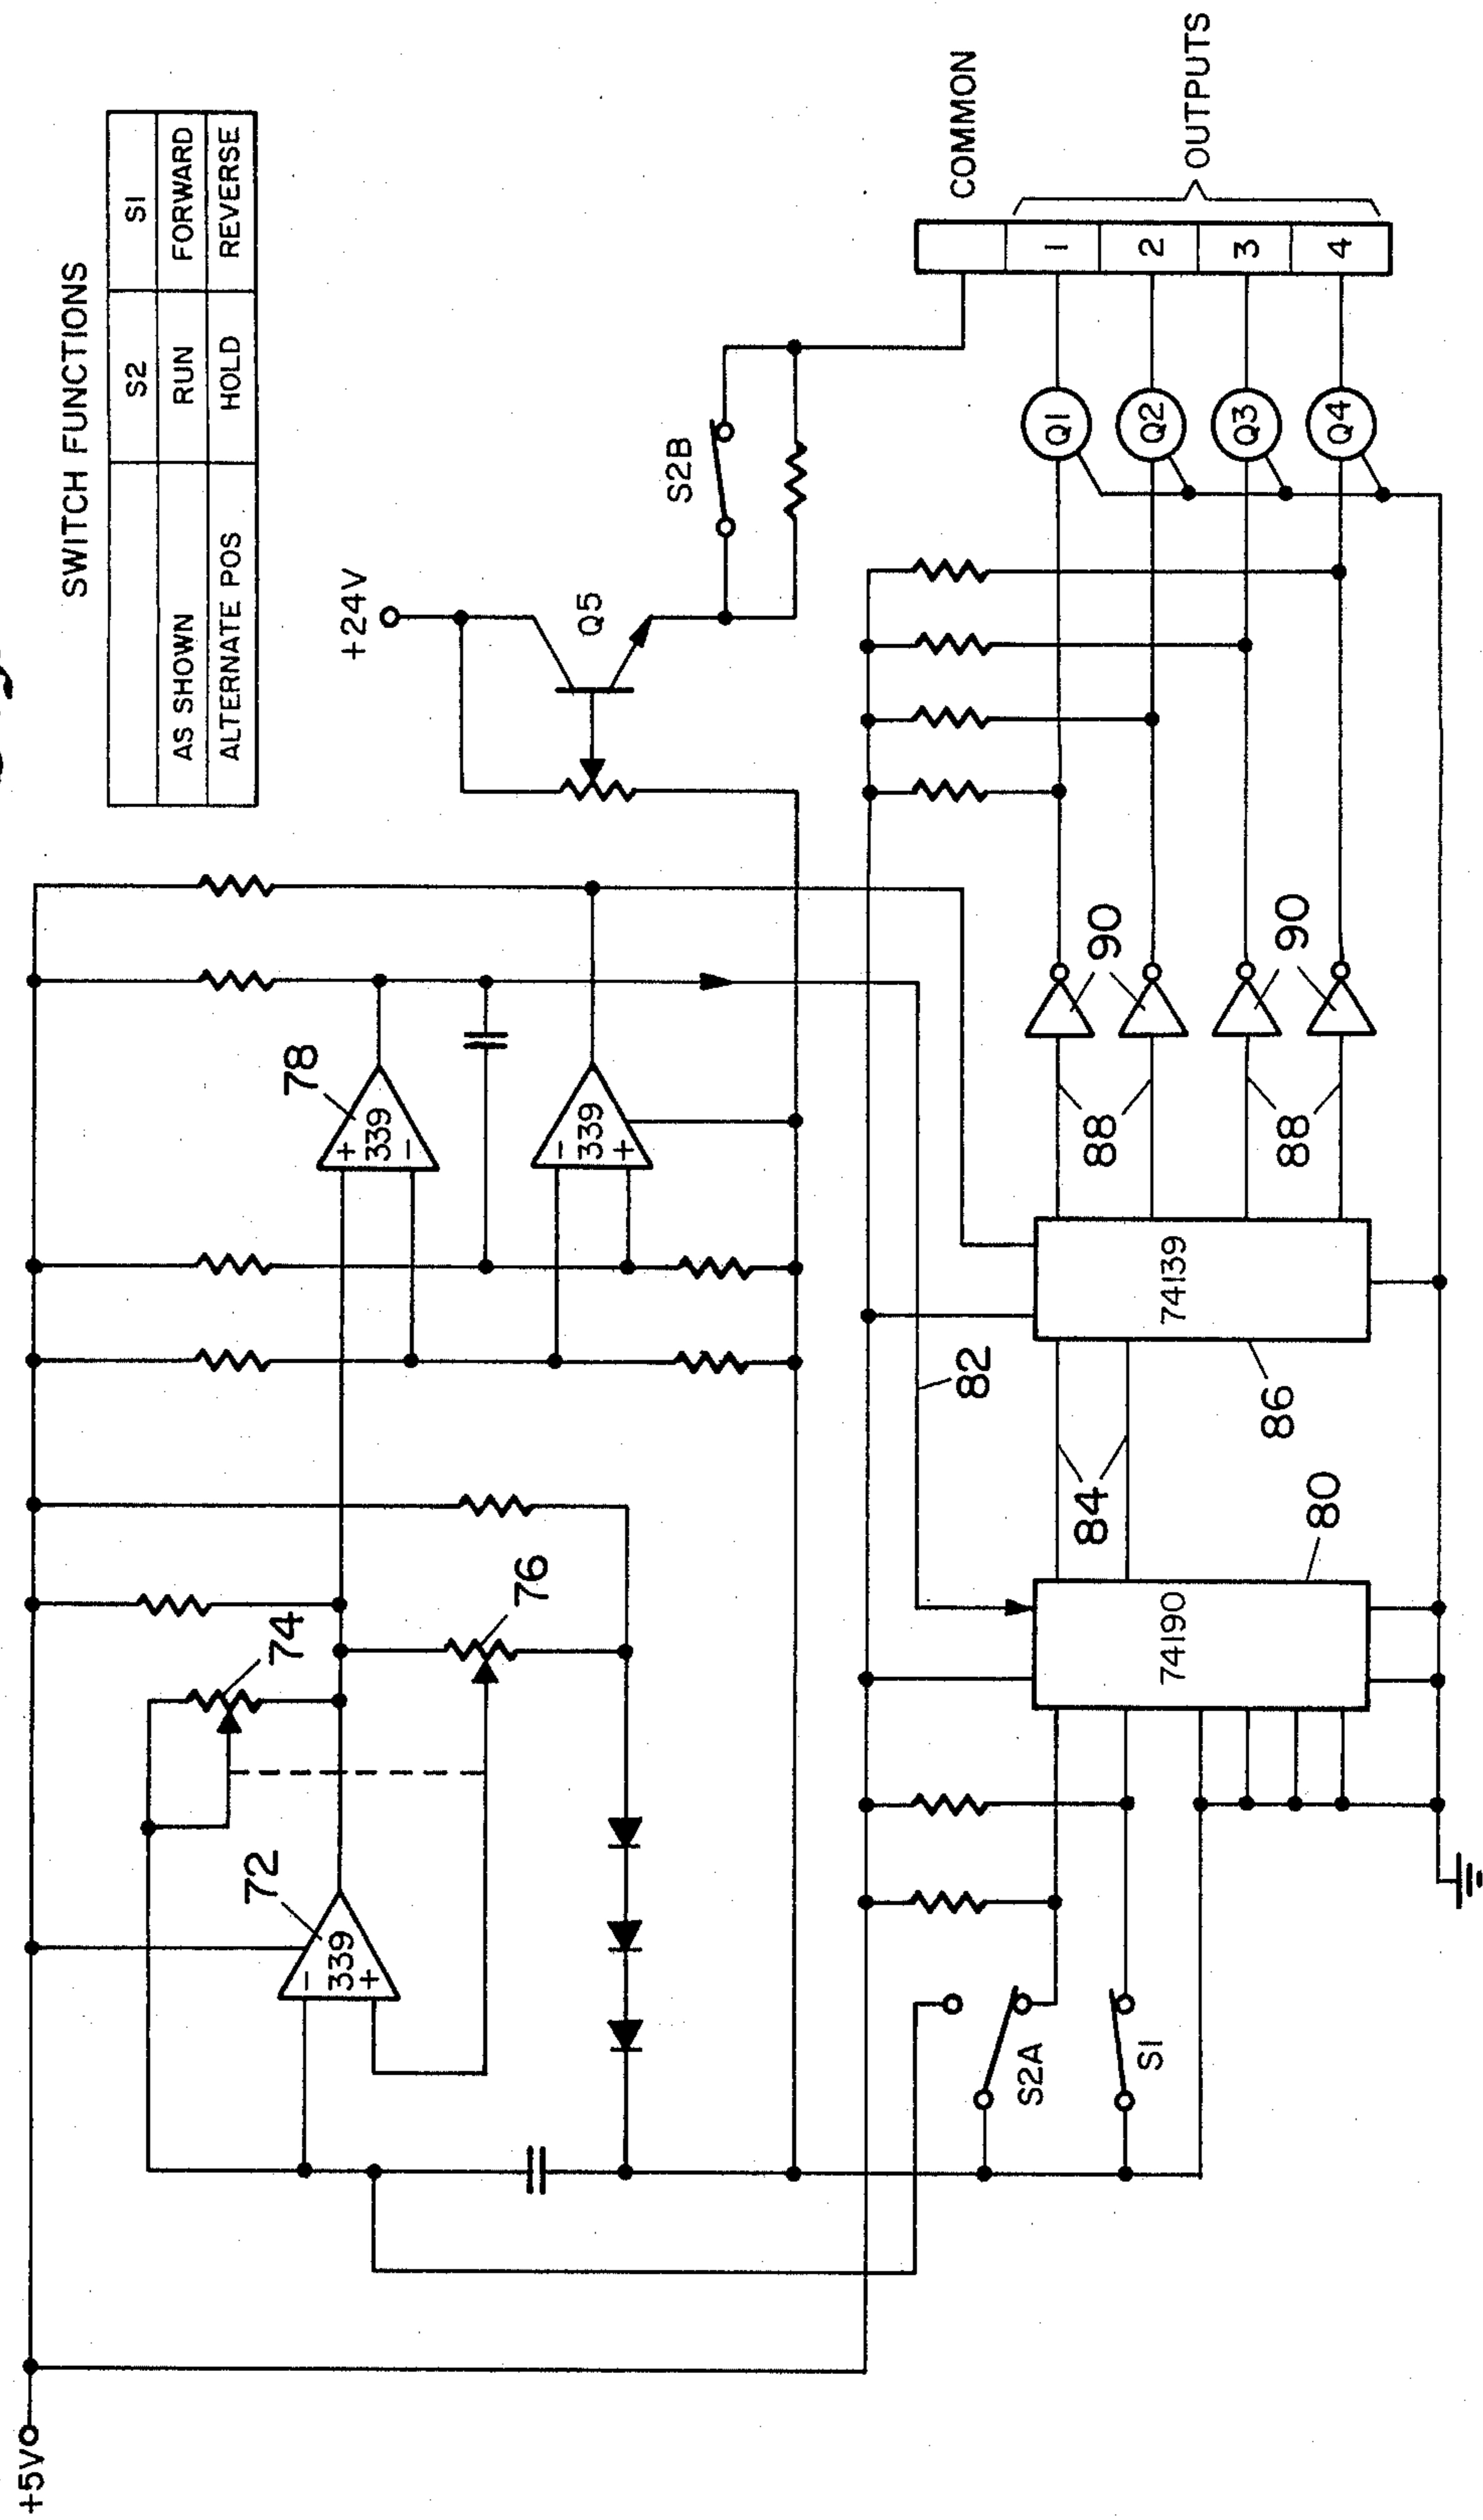 SWITCH FUNCTIONS
S2 S1
AS SHOWN RUN FORWARD
ALTERNATE POS HOLD REVERSE
+5V
+24V
72
339
- +
74
76
78
+
339
-
-
339
+
Q5
S2B
COMMON
S2A
S1
82
74190
80
84
74139
86
88
88
90
90
Q1
Q2
Q3
Q4
1
2
3
4
OUTPUTS